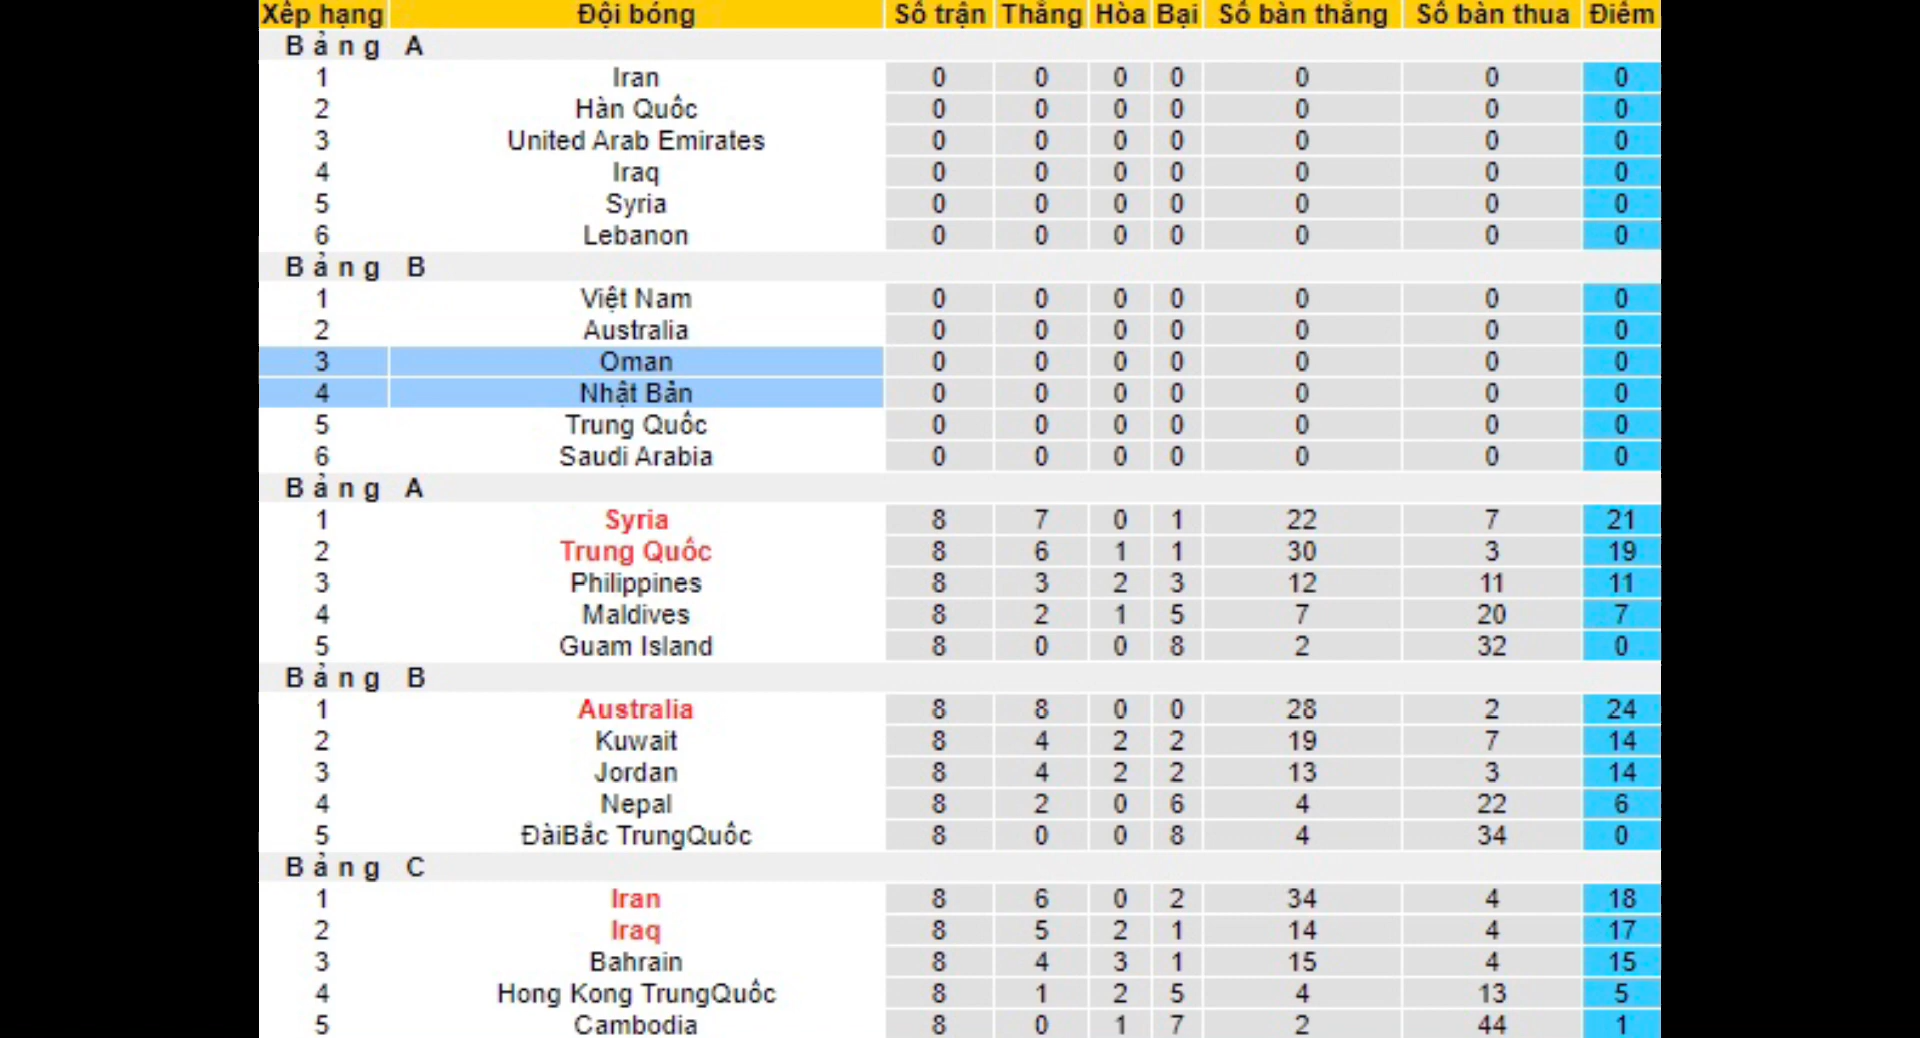 Xếp hạng Đội bóng Số trận Thắng Hòa Bại Số bàn thắng Số bàn thua Điểm
Bảng A
1 Iran 0 0 0 0 0 0 0
2 Hàn Quốc 0 0 0 0 0 0 0
3 United Arab Emirates 0 0 0 0 0 0 0
4 Iraq 0 0 0 0 0 0 0
5 Syria 0 0 0 0 0 0 0
6 Lebanon 0 0 0 0 0 0 0
Bảng B
1 Việt Nam 0 0 0 0 0 0 0
2 Australia 0 0 0 0 0 0 0
3 Oman 0 0 0 0 0 0 0
4 Nhật Bản 0 0 0 0 0 0 0
5 Trung Quốc 0 0 0 0 0 0 0
6 Saudi Arabia 0 0 0 0 0 0 0
Bảng A
1 Syria 8 7 0 1 22 7 21
2 Trung Quốc 8 6 1 1 30 3 19
3 Philippines 8 3 2 3 12 11 11
4 Maldives 8 2 1 5 7 20 7
5 Guam Island 8 0 0 8 2 32 0
Bảng B
1 Australia 8 8 0 0 28 2 24
2 Kuwait 8 4 2 2 19 7 14
3 Jordan 8 4 2 2 13 3 14
4 Nepal 8 2 0 6 4 22 6
5 ĐàiBắc TrungQuốc 8 0 0 8 4 34 0
Bảng C
1 Iran 8 6 0 2 34 4 18
2 Iraq 8 5 2 1 14 4 17
3 Bahrain 8 4 3 1 15 4 15
4 Hong Kong TrungQuốc 8 1 2 5 4 13 5
5 Cambodia 8 0 1 7 2 44 1